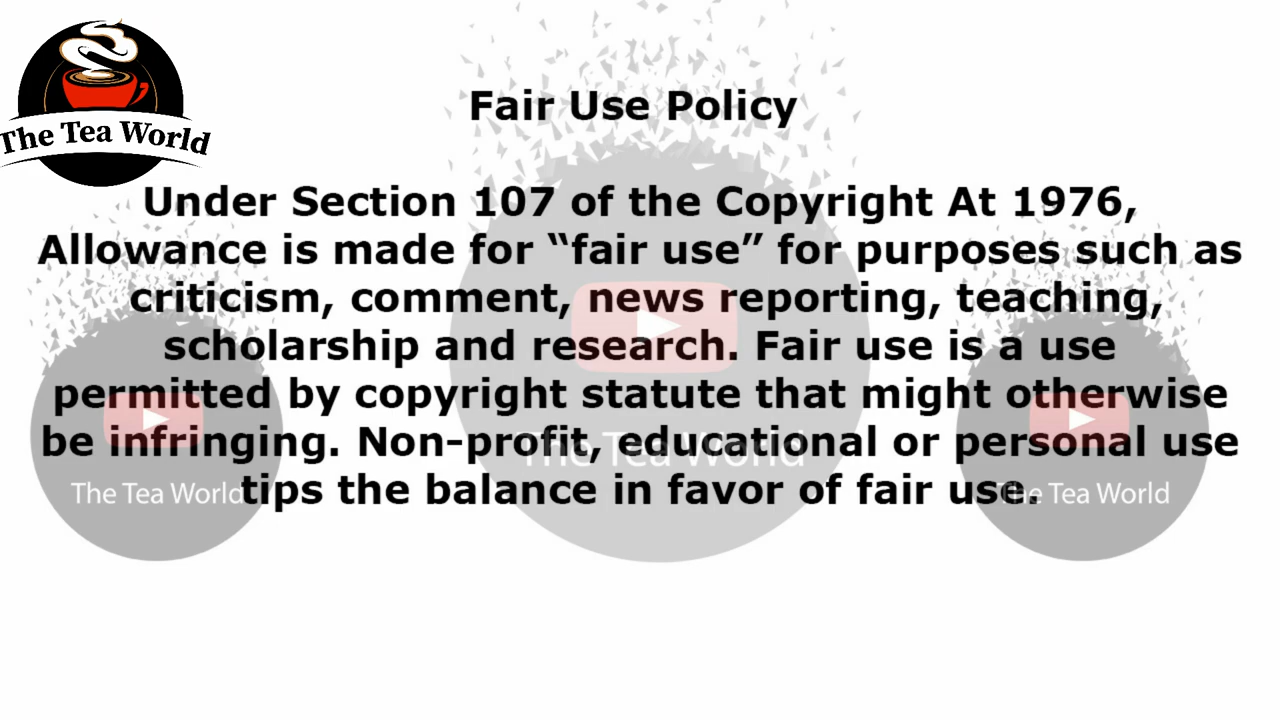 The Tea World
Fair Use Policy
Under Section 107 of the Copyright At 1976,
Allowance is made for “fair use” for purposes such as
criticism, comment, news reporting, teaching,
scholarship and research. Fair use is a use
permitted by copyright statute that might otherwise
be infringing. Non-profit, educational or personal use
tips the balance in favor of fair use.
The Tea World
The Tea World
The Tea World